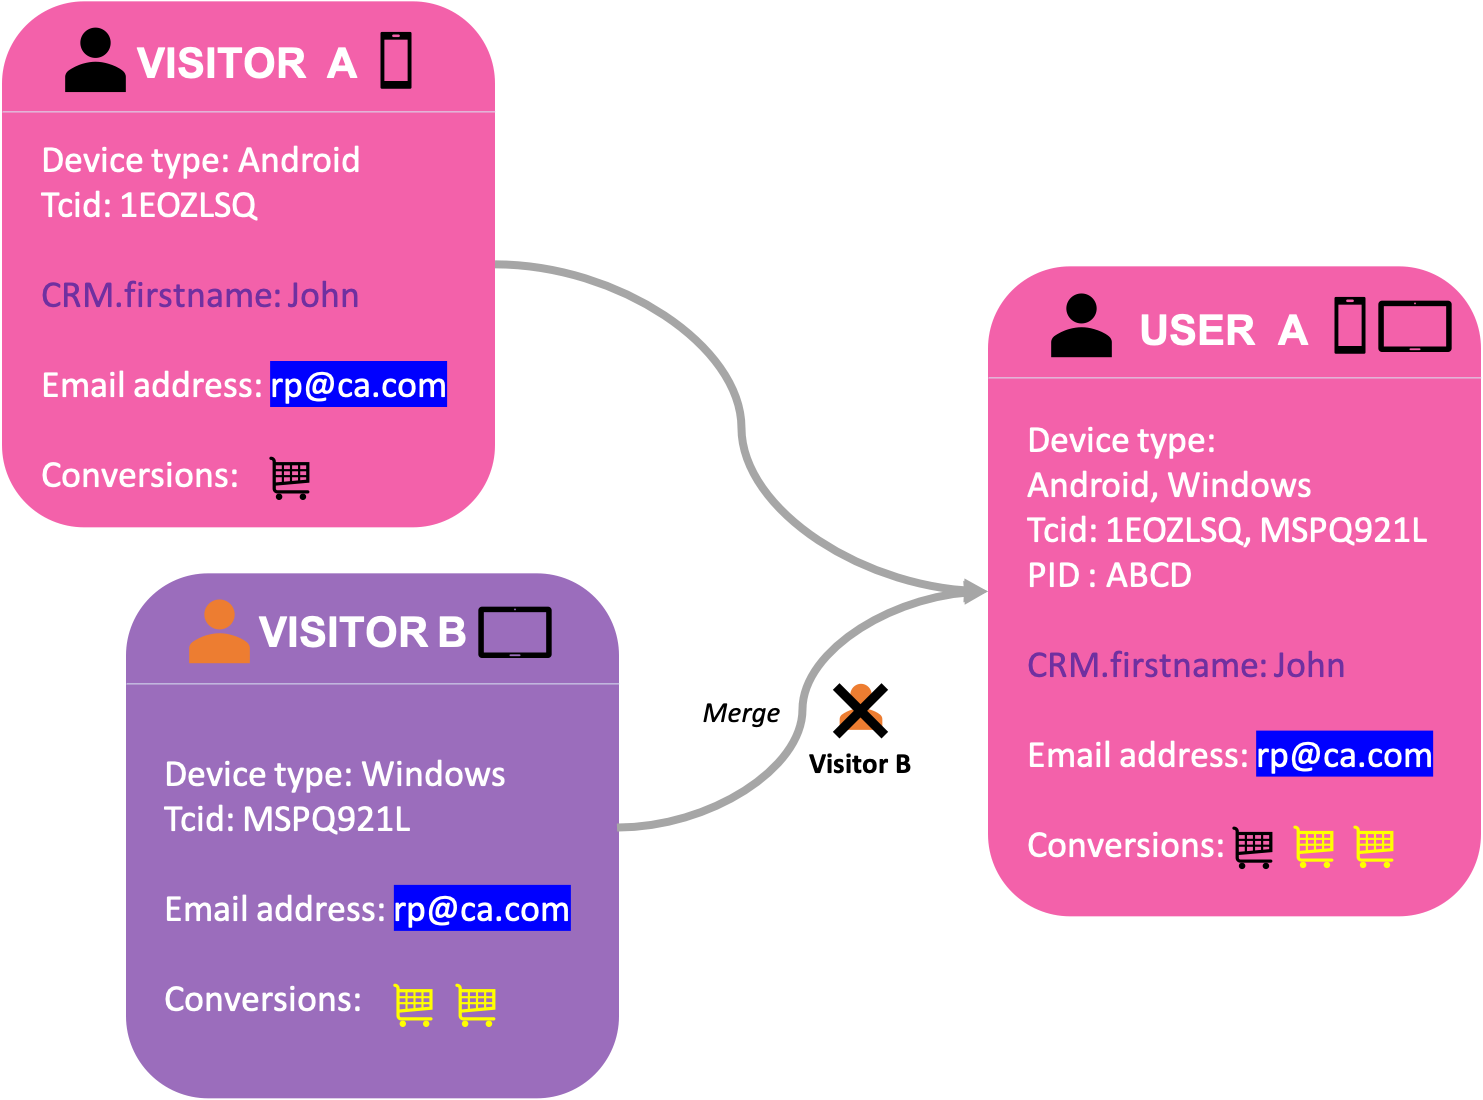 VISITOR A
Device type: Android
Tcid: 1EOZLSQ
CRM.firstname: John
Email address: rp@ca.com
Conversions:
VISITOR B
Device type: Windows
Tcid: MSPQ921L
Email address: rp@ca.com
Conversions:
Merge
Visitor B
USER A
Device type:
Android, Windows
Tcid: 1EOZLSQ, MSPQ921L
PID : ABCD
CRM.firstname: John
Email address: rp@ca.com
Conversions: